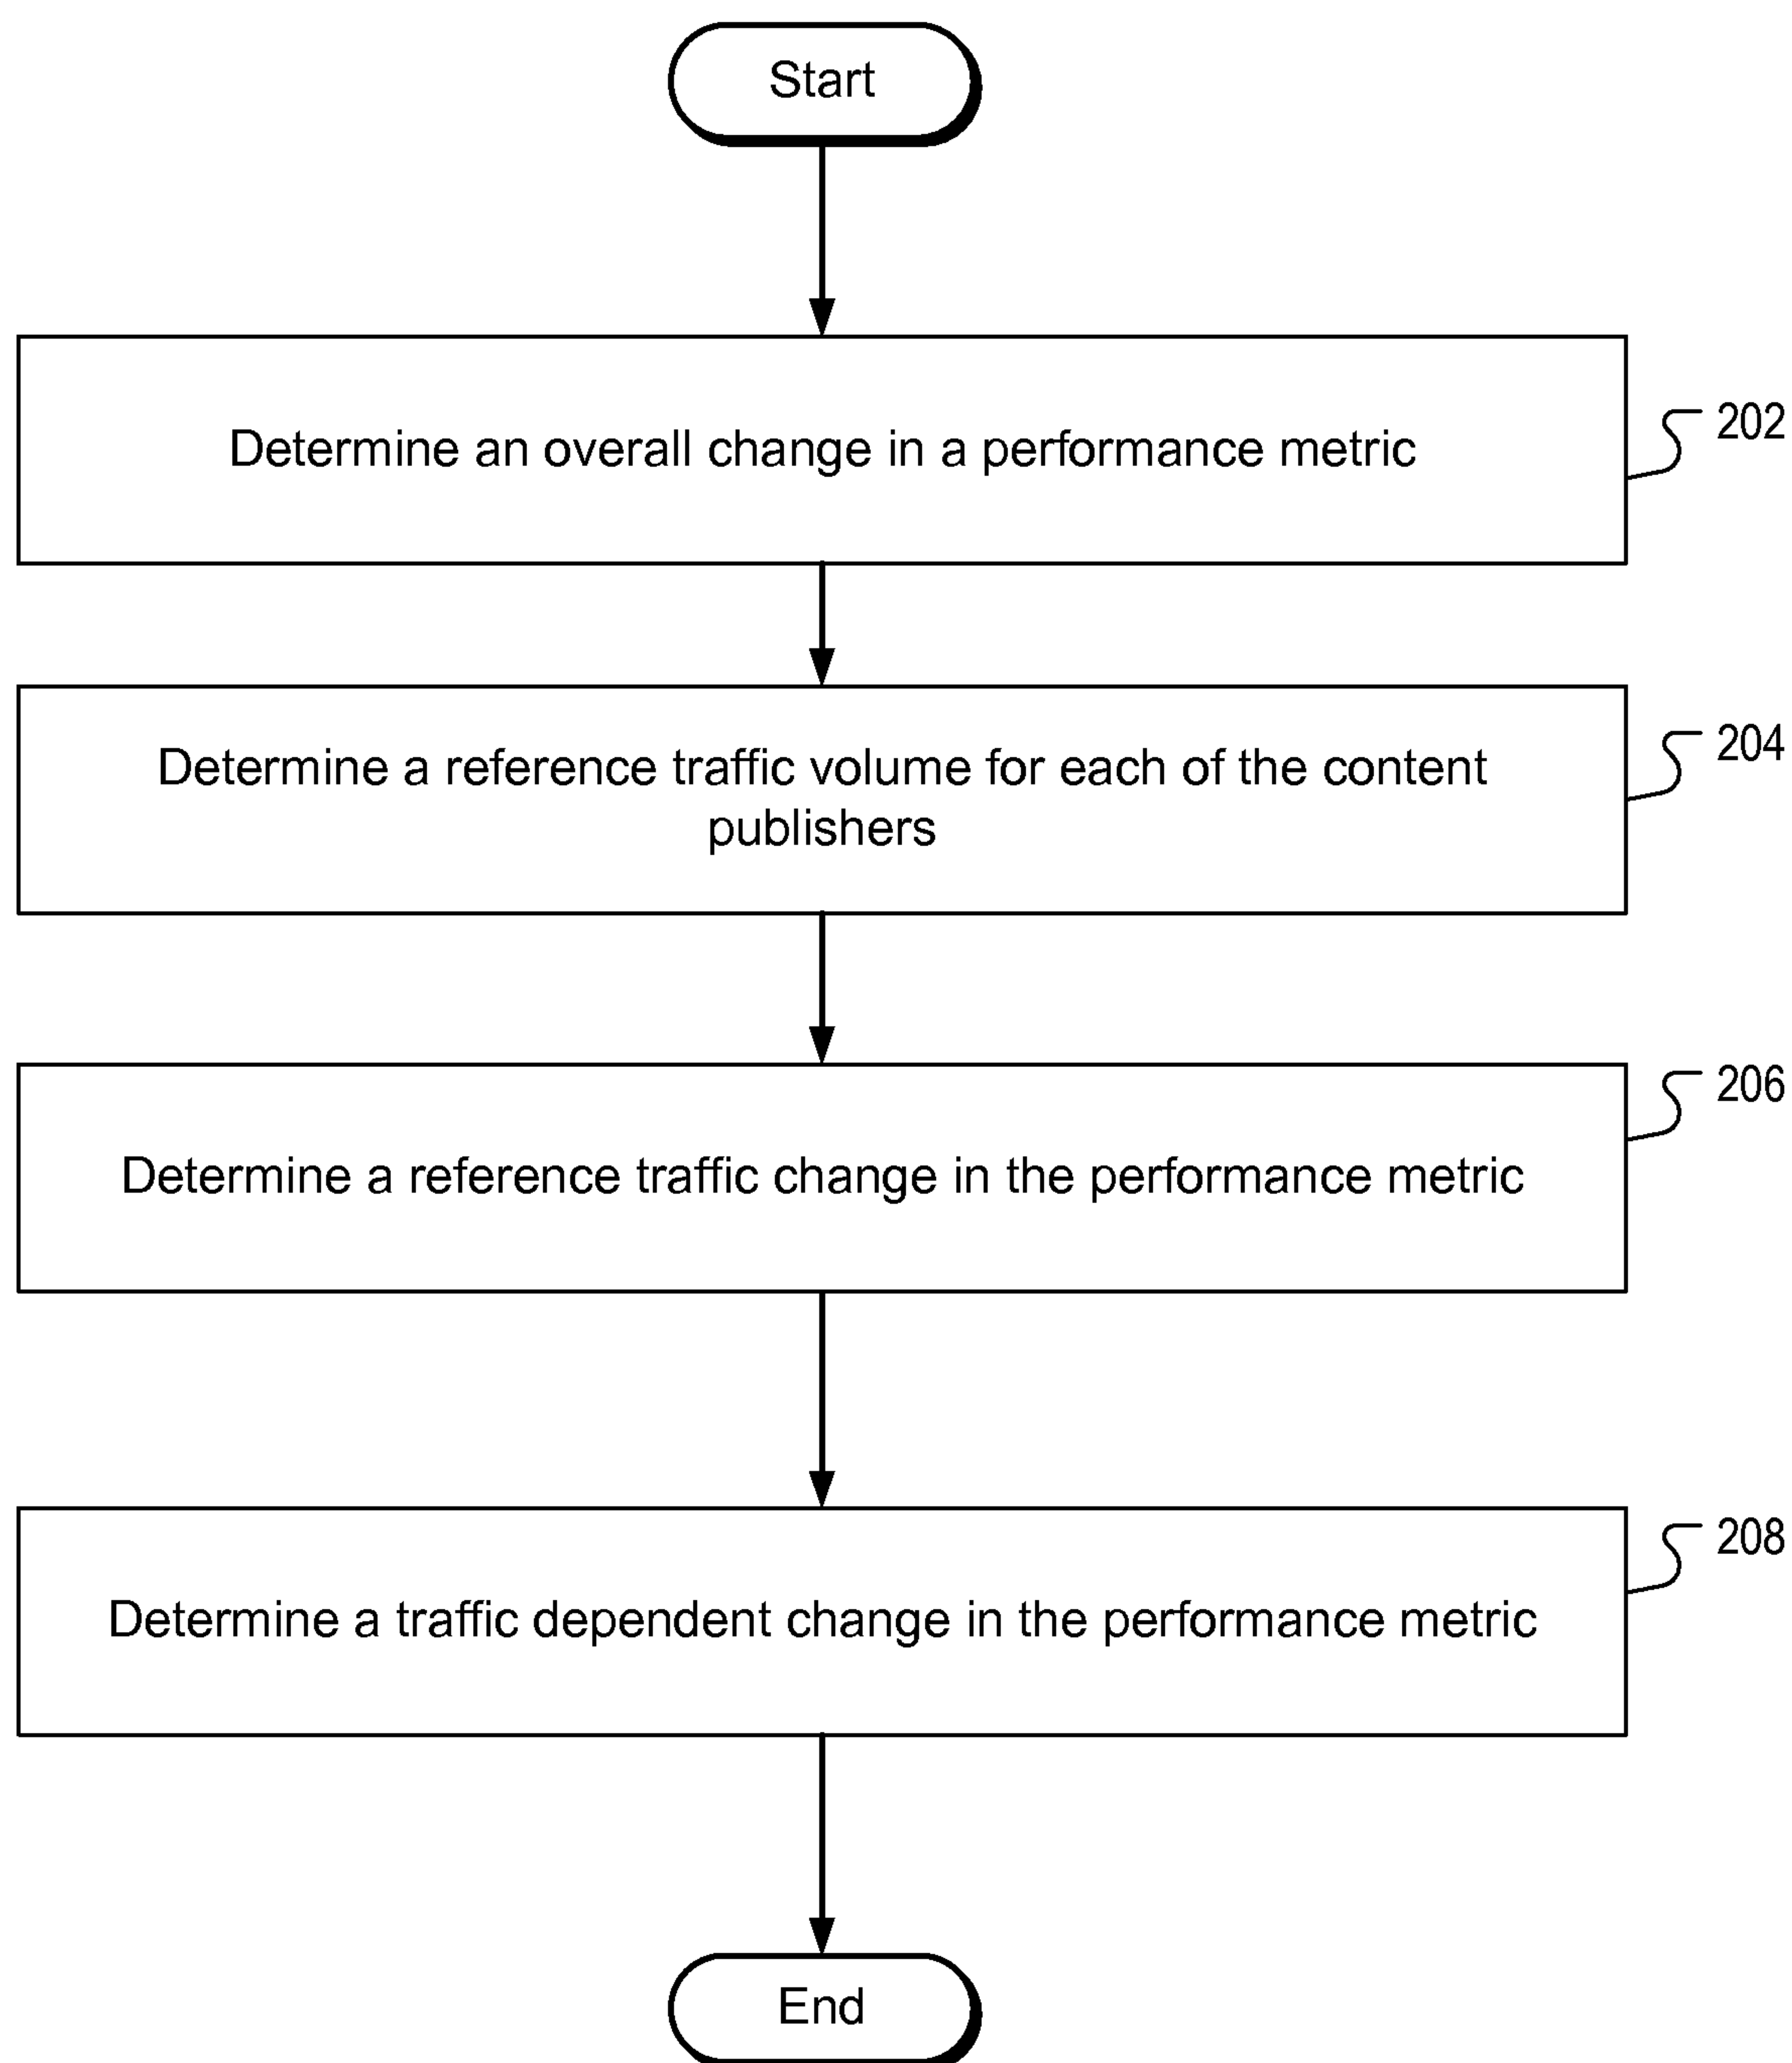 Start
Determine an overall change in a performance metric
202
Determine a reference traffic volume for each of the content
publishers
204
Determine a reference traffic change in the performance metric
206
Determine a traffic dependent change in the performance metric
208
End